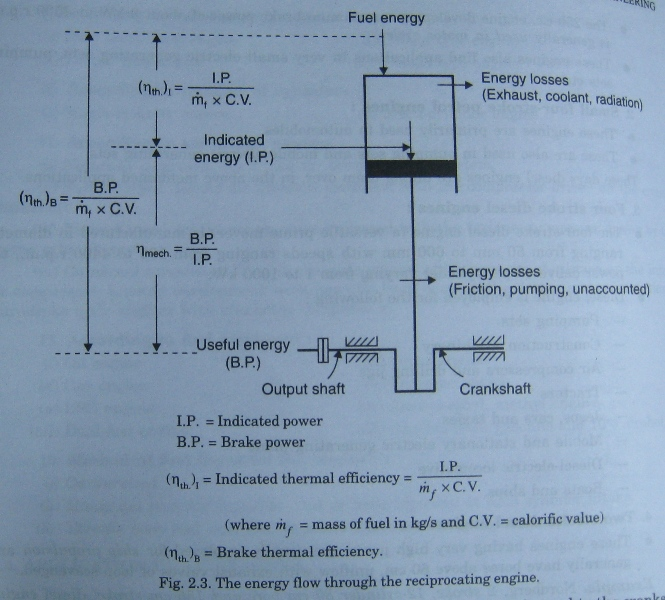 Fuel energy
(ηth.)I = I.P. / ṁf × C.V.
Energy losses
(Exhaust, coolant, radiation)
Indicated
energy (I.P.)
(ηth.)B = B.P. / ṁf × C.V.
ηmech. = B.P. / I.P.
Energy losses
(Friction, pumping, unaccounted)
Useful energy
(B.P.)
Output shaft
Crankshaft
I.P. = Indicated power
B.P. = Brake power
(ηth.)I = Indicated thermal efficiency = I.P. / ṁf × C.V.
(where ṁf = mass of fuel in kg/s and C.V. = calorific value)
(ηth.)B = Brake thermal efficiency.
Fig. 2.3. The energy flow through the reciprocating engine.